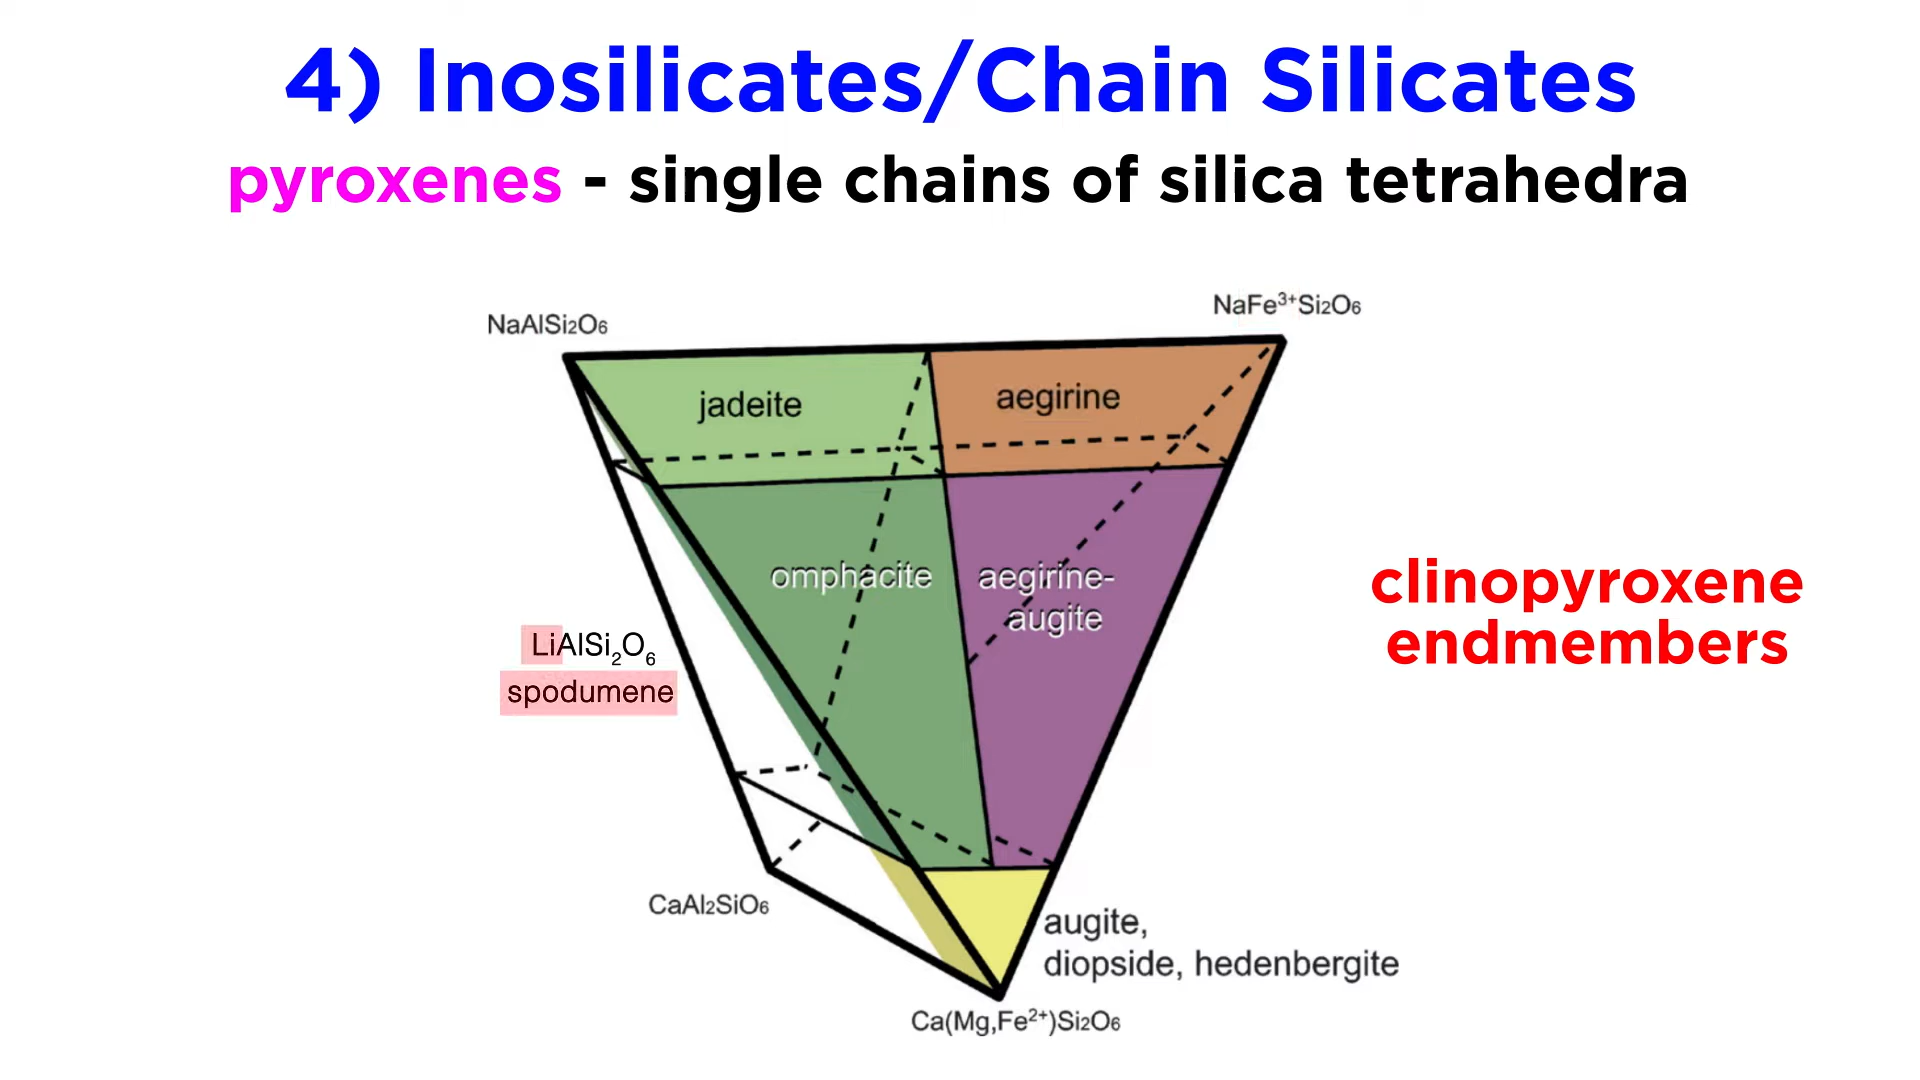 4) Inosilicates/Chain Silicates
pyroxenes - single chains of silica tetrahedra
NaAlSi₂O₆
NaFe³⁺Si₂O₆
jadeite
aegirine
omphacite
aegirine-
augite
clinopyroxene
endmembers
LiAlSi₂O₆
spodumene
CaAl₂SiO₆
augite,
diopside, hedenbergite
Ca(Mg,Fe²⁺)Si₂O₆